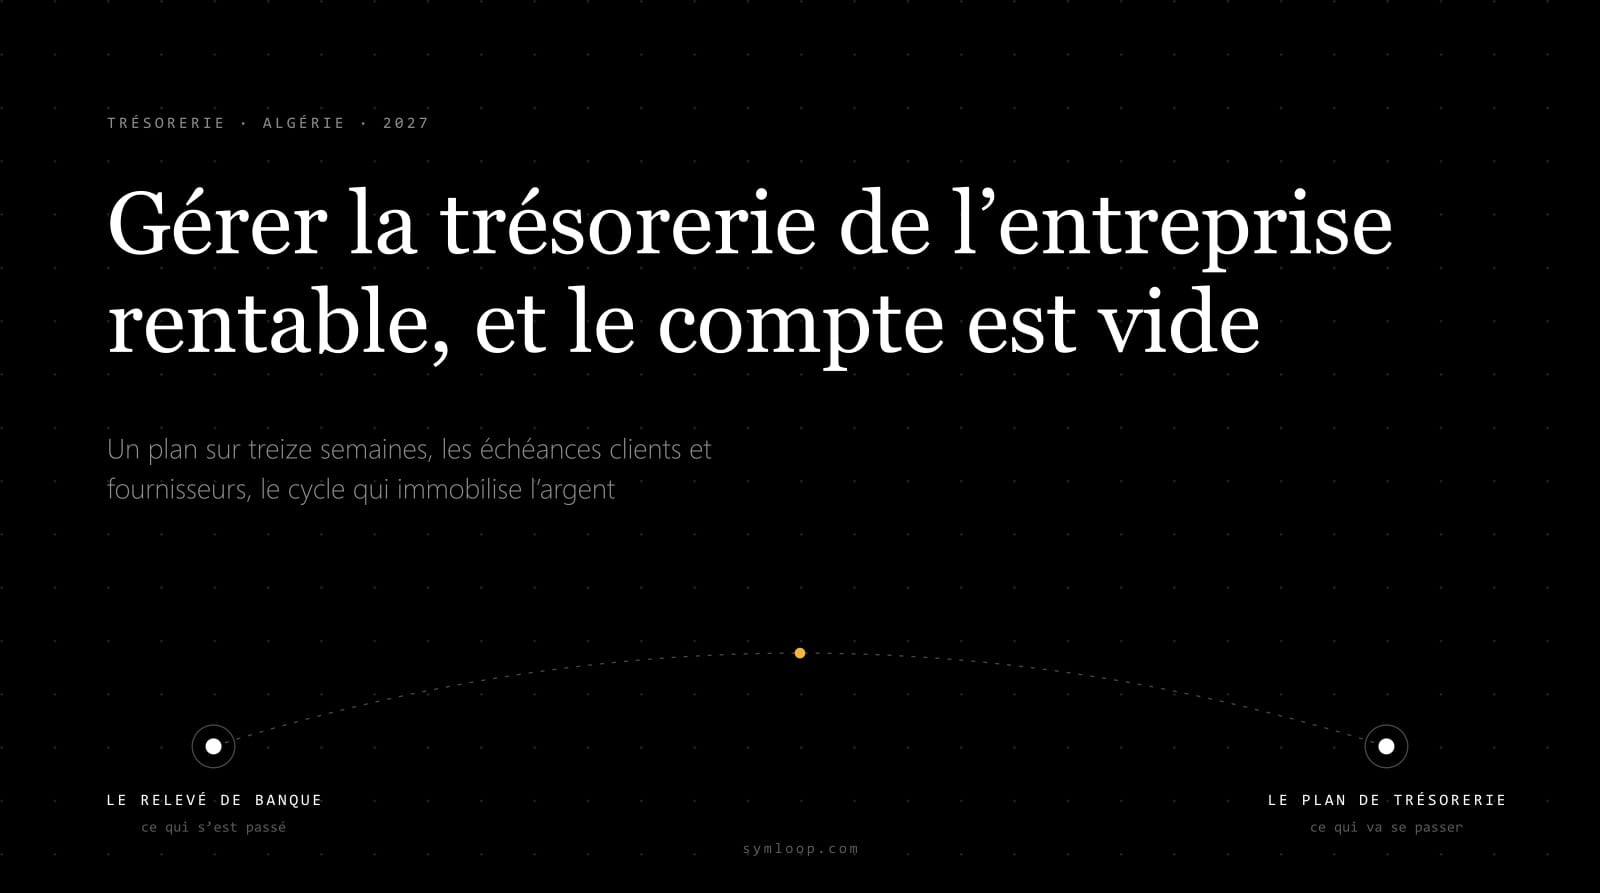 TRÉSORERIE · ALGÉRIE · 2027
Gérer la trésorerie de l’entreprise
rentable, et le compte est vide
Un plan sur treize semaines, les échéances clients et
fournisseurs, le cycle qui immobilise l’argent
LE RELEVÉ DE BANQUE
ce qui s’est passé
LE PLAN DE TRÉSORERIE
ce qui va se passer
symloop.com